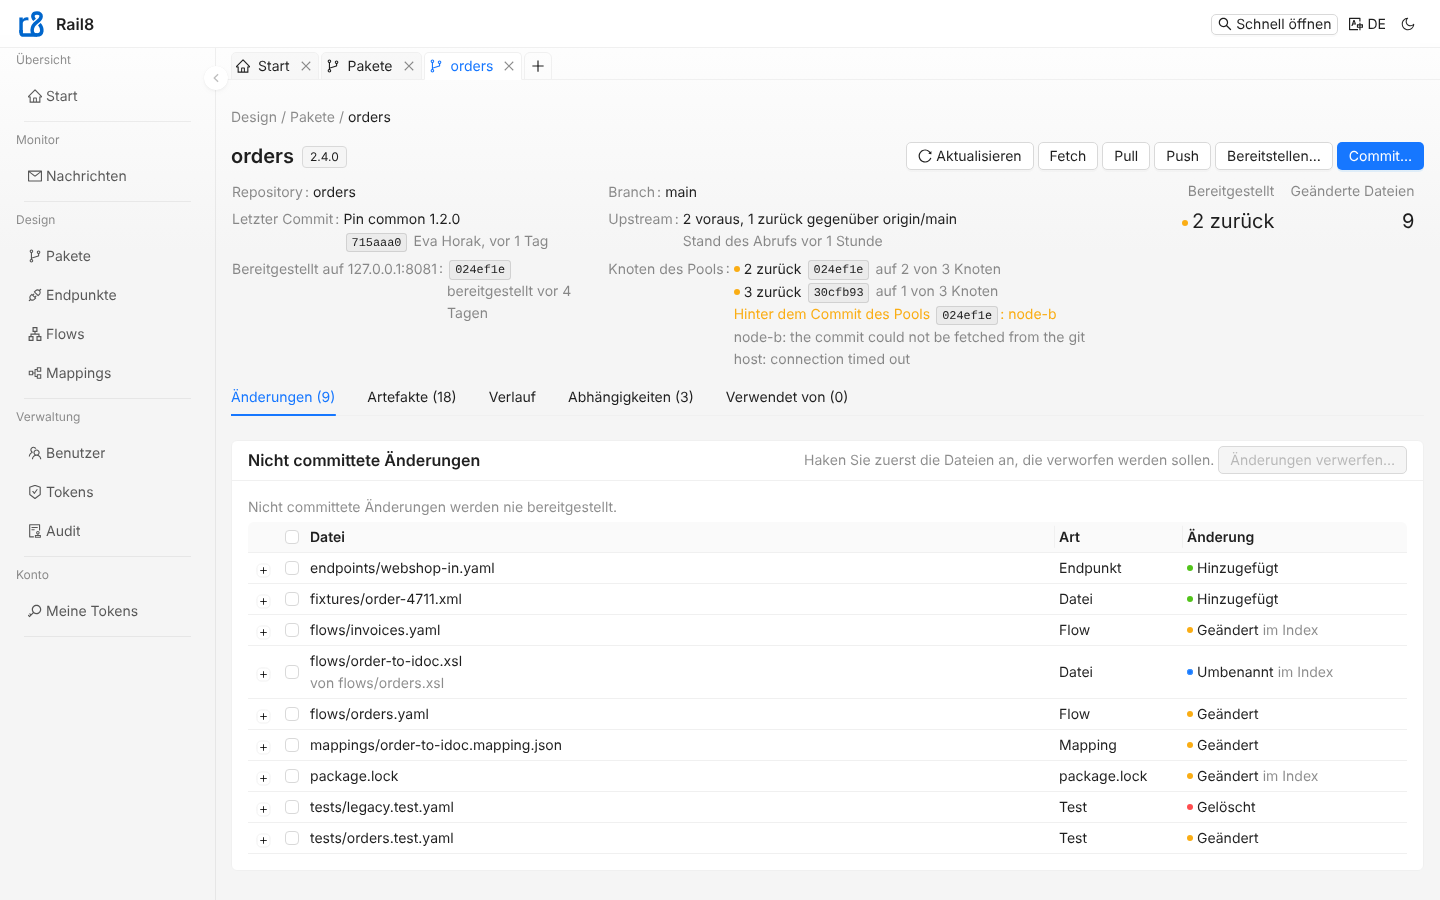 Rail8
Schnell öffnen
DE
Übersicht
Start
Monitor
Nachrichten
Design
Pakete
Endpunkte
Flows
Mappings
Verwaltung
Benutzer
Tokens
Audit
Konto
Meine Tokens
Start
Pakete
orders
Design / Pakete / orders
orders 2.4.0
Aktualisieren
Fetch
Pull
Push
Bereitstellen...
Commit...
Repository: orders
Branch: main
Bereitgestellt
2 zurück
Geänderte Dateien
9
Letzter Commit: Pin common 1.2.0
715aaa0 Eva Horak, vor 1 Tag
Upstream: 2 voraus, 1 zurück gegenüber origin/main
Stand des Abrufs vor 1 Stunde
Bereitgestellt auf 127.0.0.1:8081: 024ef1e
bereitgestellt vor 4
Tagen
Knoten des Pools: 2 zurück 024ef1e auf 2 von 3 Knoten
3 zurück 30cfb93 auf 1 von 3 Knoten
Hinter dem Commit des Pools 024ef1e : node-b
node-b: the commit could not be fetched from the git
host: connection timed out
Änderungen (9)
Artefakte (18)
Verlauf
Abhängigkeiten (3)
Verwendet von (0)
Nicht committete Änderungen
Haken Sie zuerst die Dateien an, die verworfen werden sollen.
Änderungen verwerfen...
Nicht committete Änderungen werden nie bereitgestellt.
Datei Art Änderung
+ endpoints/webshop-in.yaml Endpunkt Hinzugefügt
+ fixtures/order-4711.xml Datei Hinzugefügt
+ flows/invoices.yaml Flow Geändert im Index
+ flows/order-to-idoc.xsl Datei Umbenannt im Index
von flows/orders.xsl
+ flows/orders.yaml Flow Geändert
+ mappings/order-to-idoc.mapping.json Mapping Geändert
+ package.lock package.lock Geändert im Index
+ tests/legacy.test.yaml Test Gelöscht
+ tests/orders.test.yaml Test Geändert